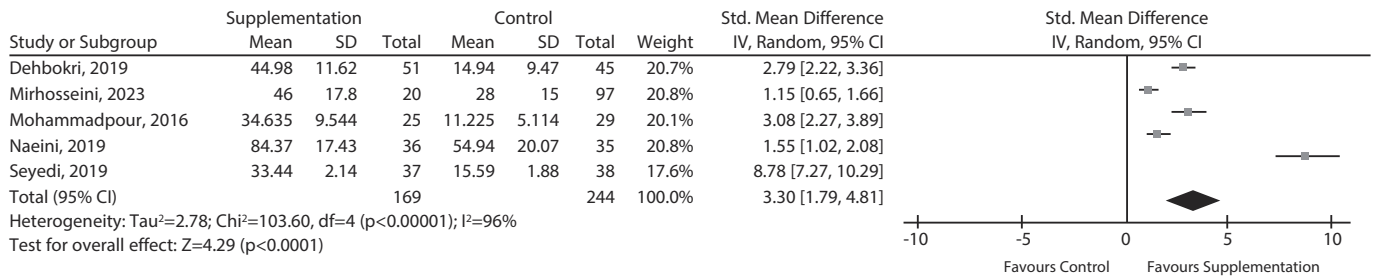 Supplementation Control Std. Mean Difference Std. Mean Difference
Study or Subgroup Mean SD Total Mean SD Total Weight IV, Random, 95% CI IV, Random, 95% CI
Dehbokri, 2019 44.98 11.62 51 14.94 9.47 45 20.7% 2.79 [2.22, 3.36]
Mirhosseini, 2023 46 17.8 20 28 15 97 20.8% 1.15 [0.65, 1.66]
Mohammadpour, 2016 34.635 9.544 25 11.225 5.114 29 20.1% 3.08 [2.27, 3.89]
Naeini, 2019 84.37 17.43 36 54.94 20.07 35 20.8% 1.55 [1.02, 2.08]
Seyedi, 2019 33.44 2.14 37 15.59 1.88 38 17.6% 8.78 [7.27, 10.29]
Total (95% CI) 169 244 100.0% 3.30 [1.79, 4.81]
Heterogeneity: Tau²=2.78; Chi²=103.60, df=4 (p<0.00001); I²=96%
Test for overall effect: Z=4.29 (p<0.0001)
-10 -5 0 5 10
Favours Control Favours Supplementation